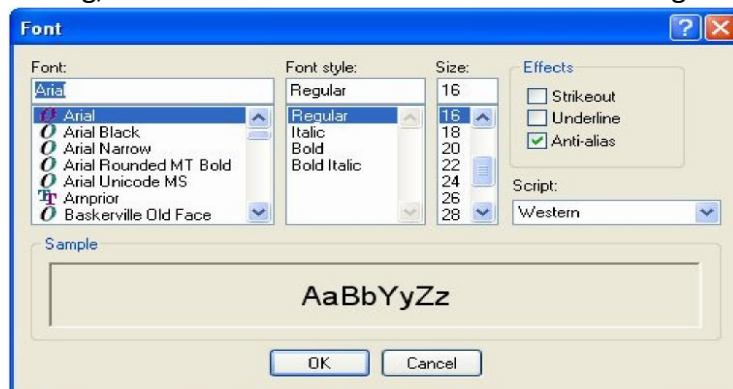 Font
Font: Font style: Size: Effects
Arial Regular 16 Strikeout
Arial Regular 16 Underline
Arial Black Italic 18 Anti-alias
Arial Narrow Bold 20
Arial Rounded MT Bold Bold Italic 22
Arial Unicode MS 24 Script:
Arnprior 26 Western
Baskerville Old Face 28
Sample
AaBbYyZz
OK Cancel